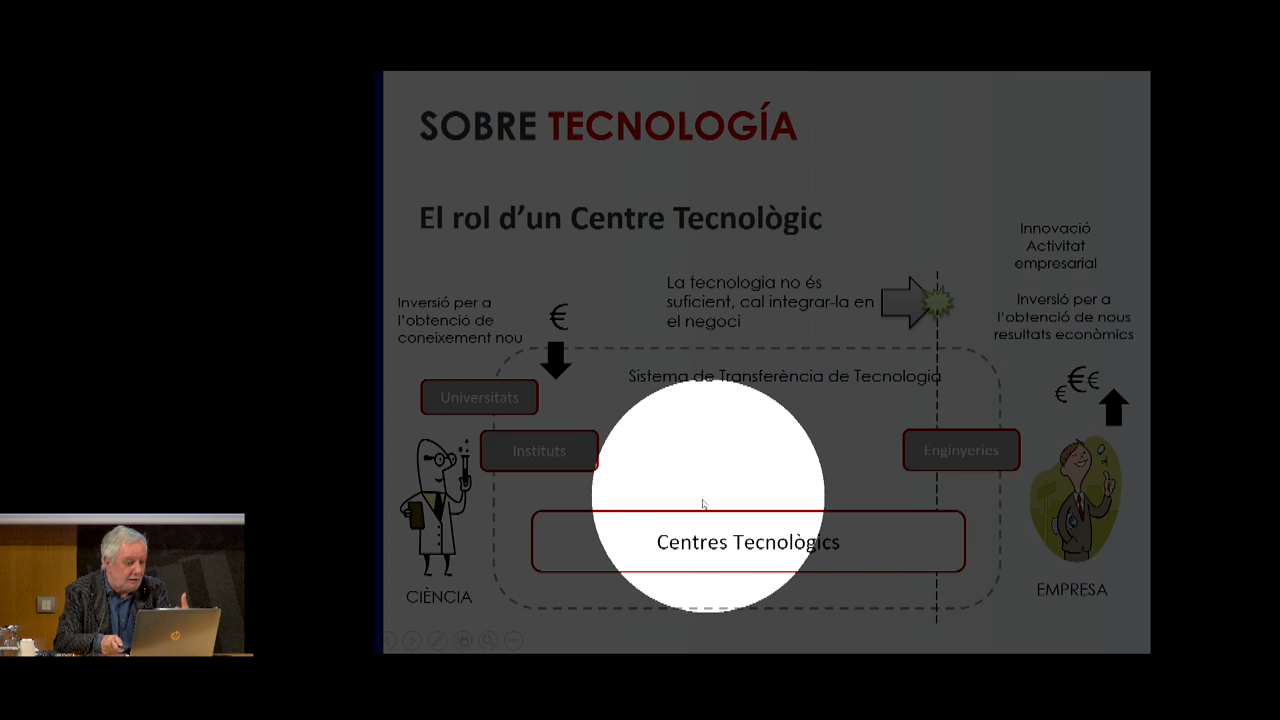 SOBRE TECNOLOGÍA
El rol d'un Centre Tecnològic
Innovació
Activitat
empresarial
La tecnologia no és
suficient, cal integrar-la en
el negoci
Inversió per a
l'obtenció de
coneixement nou
€
Inversió per a
l'obtenció de nous
resultats econòmics
Sistema de Transferència de Tecnologia
€€€
Universitats
Instituts
Enginyeries
Centres Tecnològics
CIÈNCIA
EMPRESA